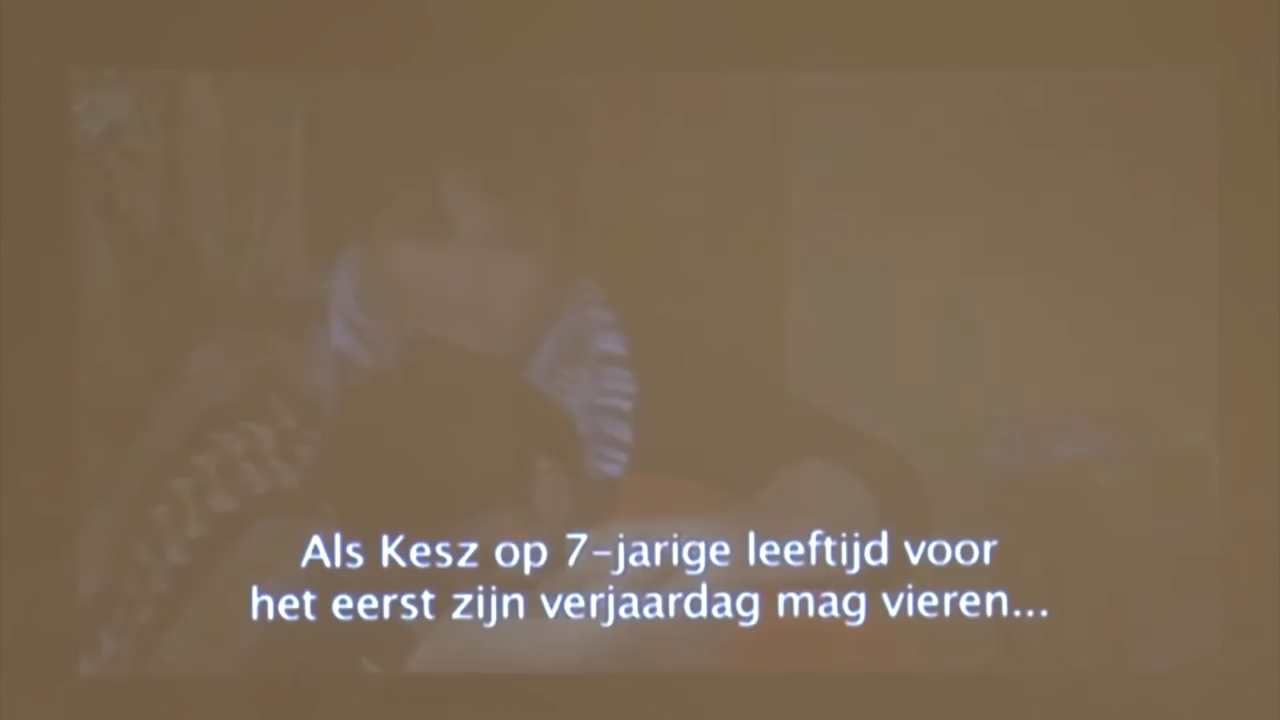 Als Kesz op 7-jarige leeftijd voor
het eerst zijn verjaardag mag vieren...